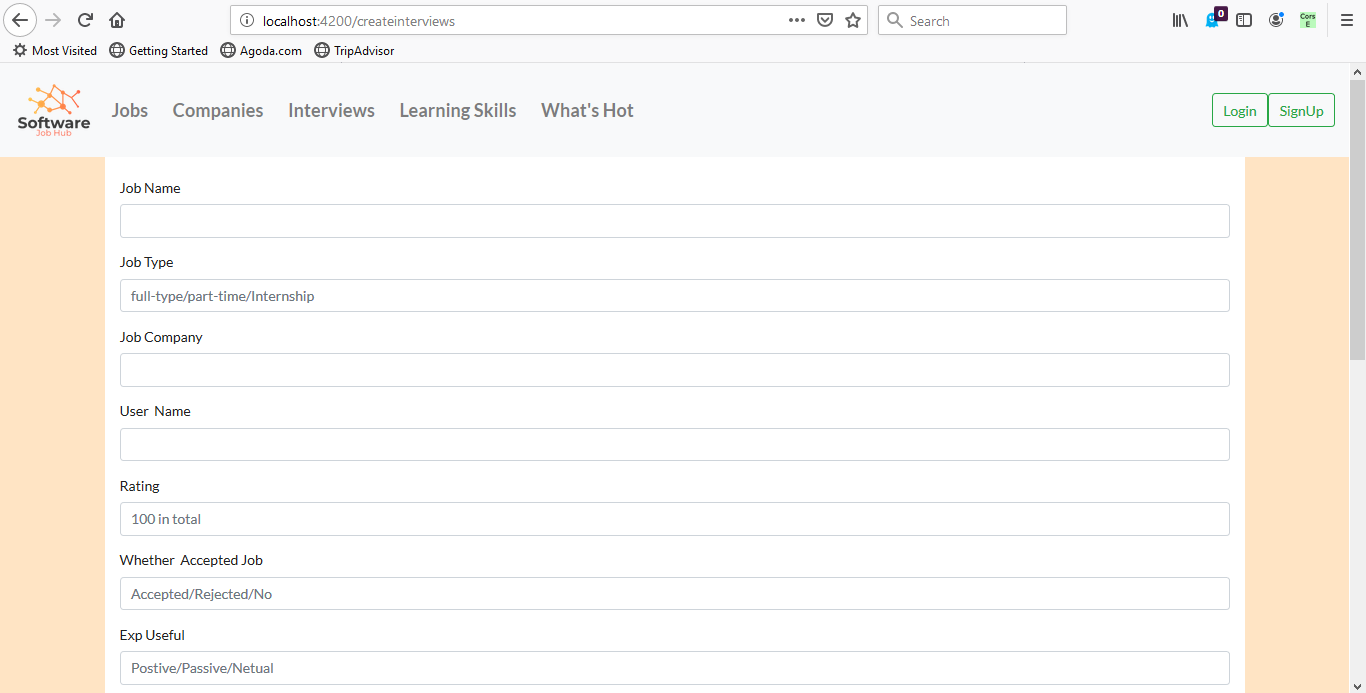 localhost:4200/createinterviews
Search
0
Cors
E
Most Visited Getting Started Agoda.com TripAdvisor
Software
Job Hub
Jobs Companies Interviews Learning Skills What's Hot
Login SignUp
Job Name
Job Type
full-type/part-time/Internship
Job Company
User Name
Rating
100 in total
Whether Accepted Job
Accepted/Rejected/No
Exp Useful
Postive/Passive/Netual